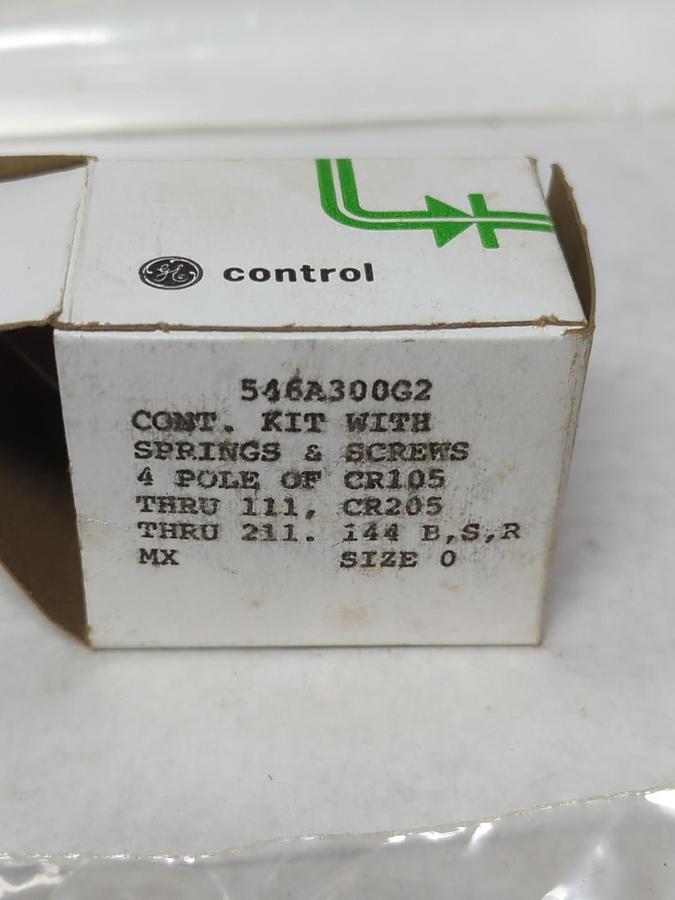 GE control
546A300G2
CONT. KIT WITH
SPRINGS & SCREWS
4 POLE OF CR105
THRU 111, CR205
THRU 211. 144 B,S,R
MX SIZE 0